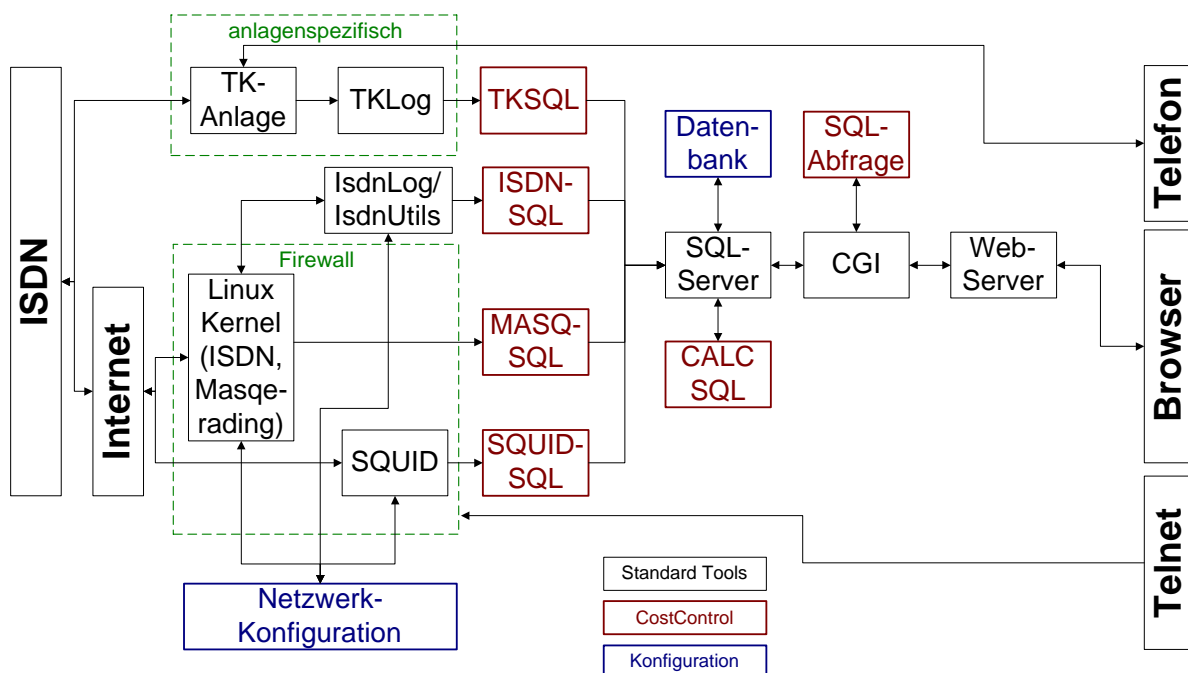 anlagenspezifisch
ISDN
TK-
Anlage
TKLog
TKSQL
Telefon
Daten-
bank
SQL-
Abfrage
IsdnLog/
IsdnUtils
ISDN-
SQL
Firewall
SQL-
Server
CGI
Web-
Server
Browser
Internet
Linux
Kernel
(ISDN,
Masqe-
rading)
MASQ-
SQL
CALC
SQL
SQUID
SQUID-
SQL
Telnet
Netzwerk-
Konfiguration
Standard Tools
CostControl
Konfiguration